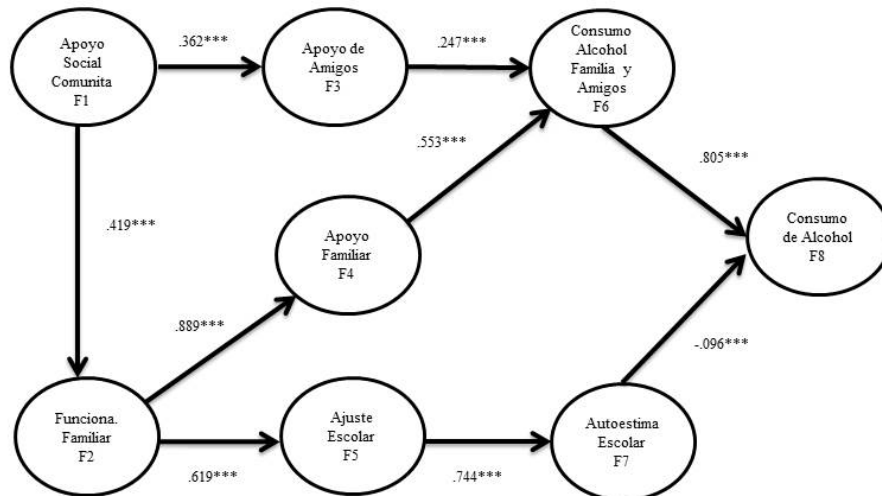 Apoyo
Social
Comunita
F1
.362***
Apoyo de
Amigos
F3
.247***
Consumo
Alcohol
Familia y
Amigos
F6
.553***
.805***
.419***
Apoyo
Familiar
F4
Consumo
de Alcohol
F8
.889***
-.096***
Funciona.
Familiar
F2
.619***
Ajuste
Escolar
F5
.744***
Autoestima
Escolar
F7